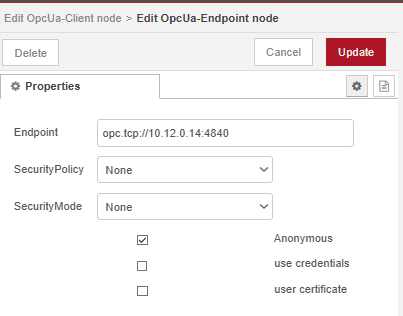 Edit OpcUa-Client node > Edit OpcUa-Endpoint node
Delete
Cancel
Update
Properties
Endpoint
opc.tcp://10.12.0.14:4840
SecurityPolicy
None
SecurityMode
None
Anonymous
use credentials
user certificate